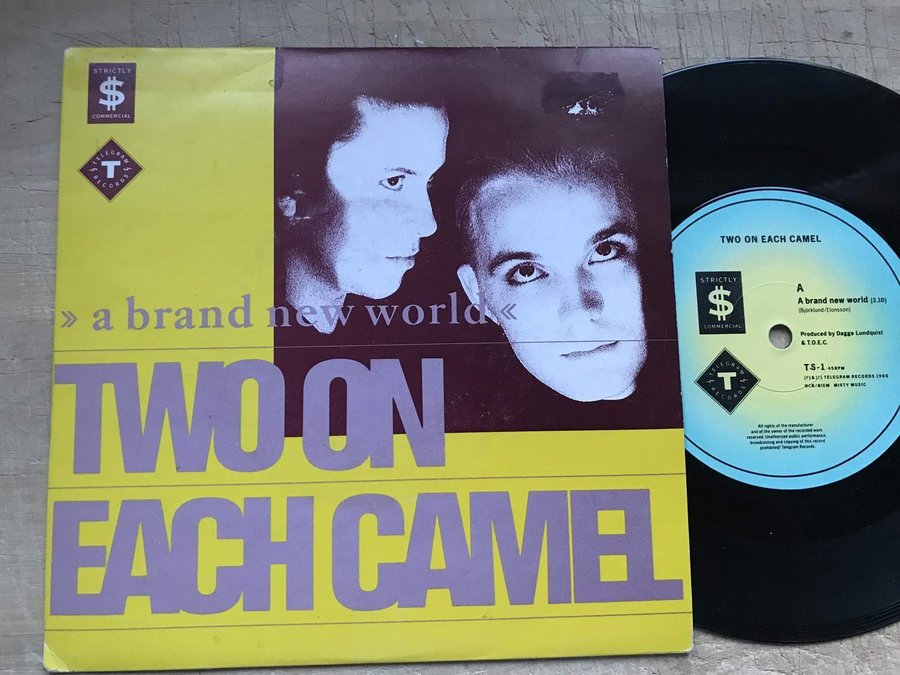 STRICTLY
$
COMMERCIAL
TELEGRAM
T
RECORDS
» a brand new world «
TWO ON
EACH CAMEL
TWO ON EACH CAMEL
STRICTLY
$
COMMERCIAL
TELEGRAM
T
RECORDS
A
A brand new world (3.10)
(Björklund/Elonsson)
Produced by Dagge Lundquist
& T.O.E.C.
TS-1 45RPM
(P) & (C) TELEGRAM RECORDS 1988
NCB/BIEM MISTY MUSIC
All rights of the manufacturer
and of the owner of the recorded work
reserved. Unathorized public performance,
broadcasting and copying of this record
prohibited! Telegram Records.